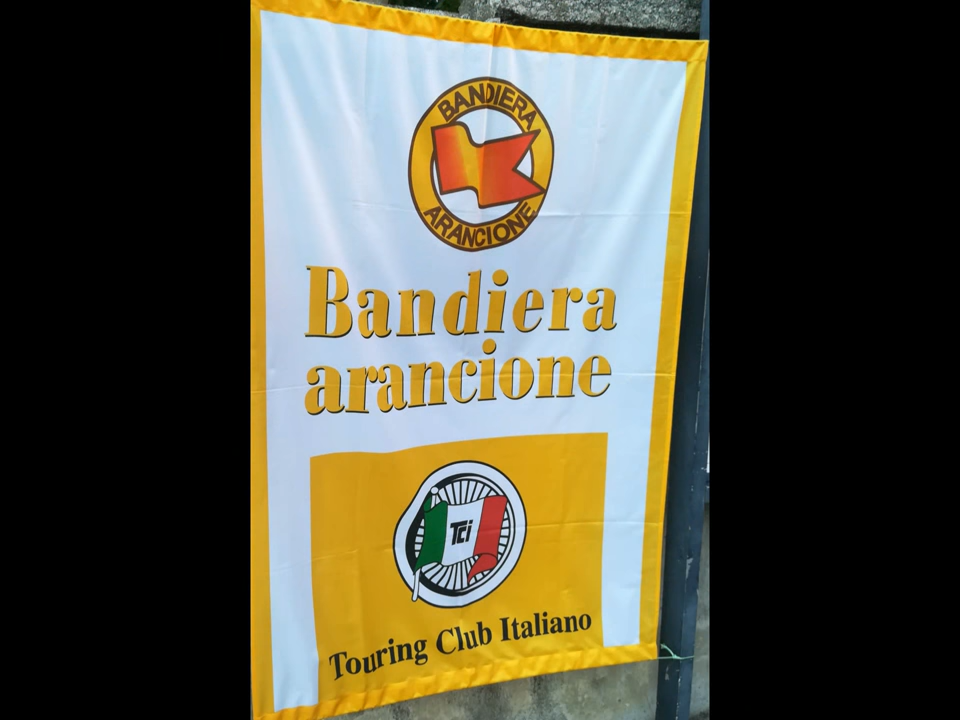 BANDIERA
ARANCIONE
Bandiera
arancione
Tci
Touring Club Italiano